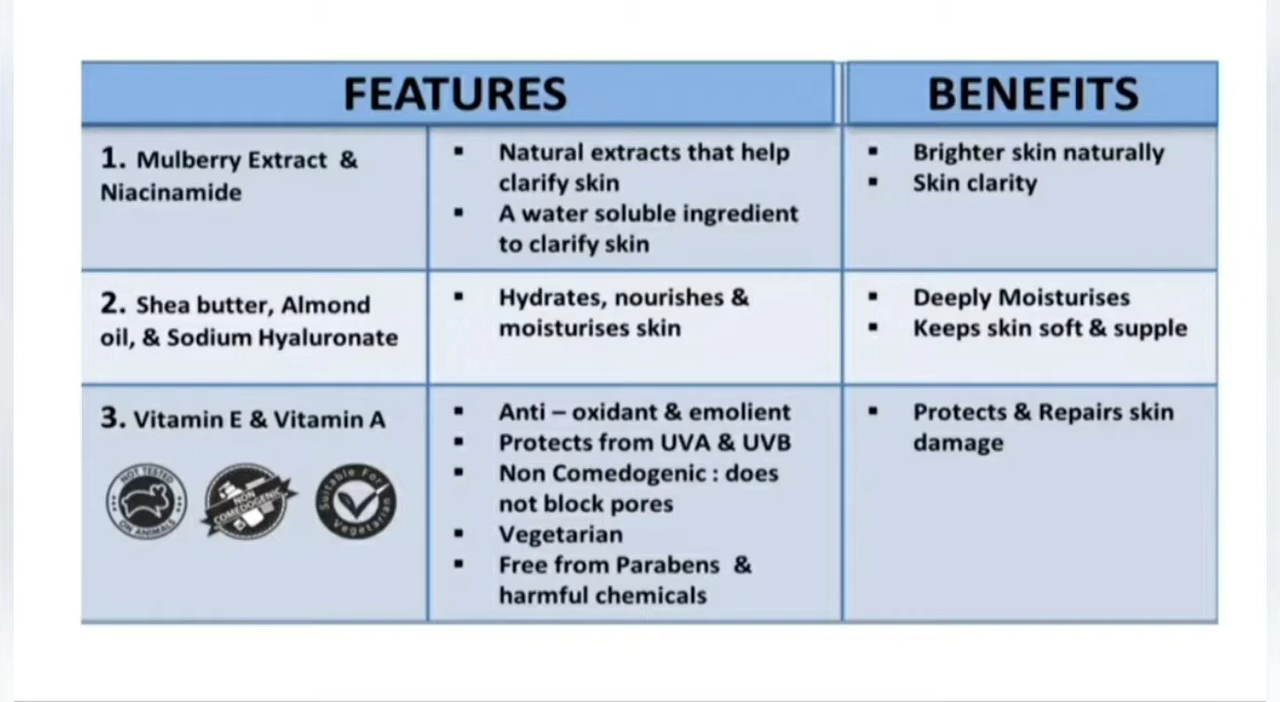 FEATURES
BENEFITS
1. Mulberry Extract &
Niacinamide
▪ Natural extracts that help
clarify skin
▪ A water soluble ingredient
to clarify skin
▪ Brighter skin naturally
▪ Skin clarity
2. Shea butter, Almond
oil, & Sodium Hyaluronate
▪ Hydrates, nourishes &
moisturises skin
▪ Deeply Moisturises
▪ Keeps skin soft & supple
3. Vitamin E & Vitamin A
NOT TESTED
ON ANIMALS
NON
COMEDOGENIC
Suitable For
Vegetarian
▪ Anti – oxidant & emolient
▪ Protects from UVA & UVB
▪ Non Comedogenic : does
not block pores
▪ Vegetarian
▪ Free from Parabens &
harmful chemicals
▪ Protects & Repairs skin
damage